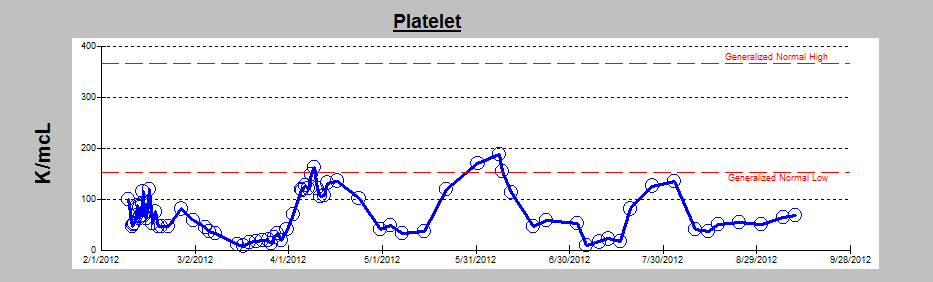 Platelet
K/mcL
400
300
200
100
0
Generalized Normal High
Generalized Normal Low
2/1/2012 3/2/2012 4/1/2012 5/1/2012 5/31/2012 6/30/2012 7/30/2012 8/29/2012 9/28/2012